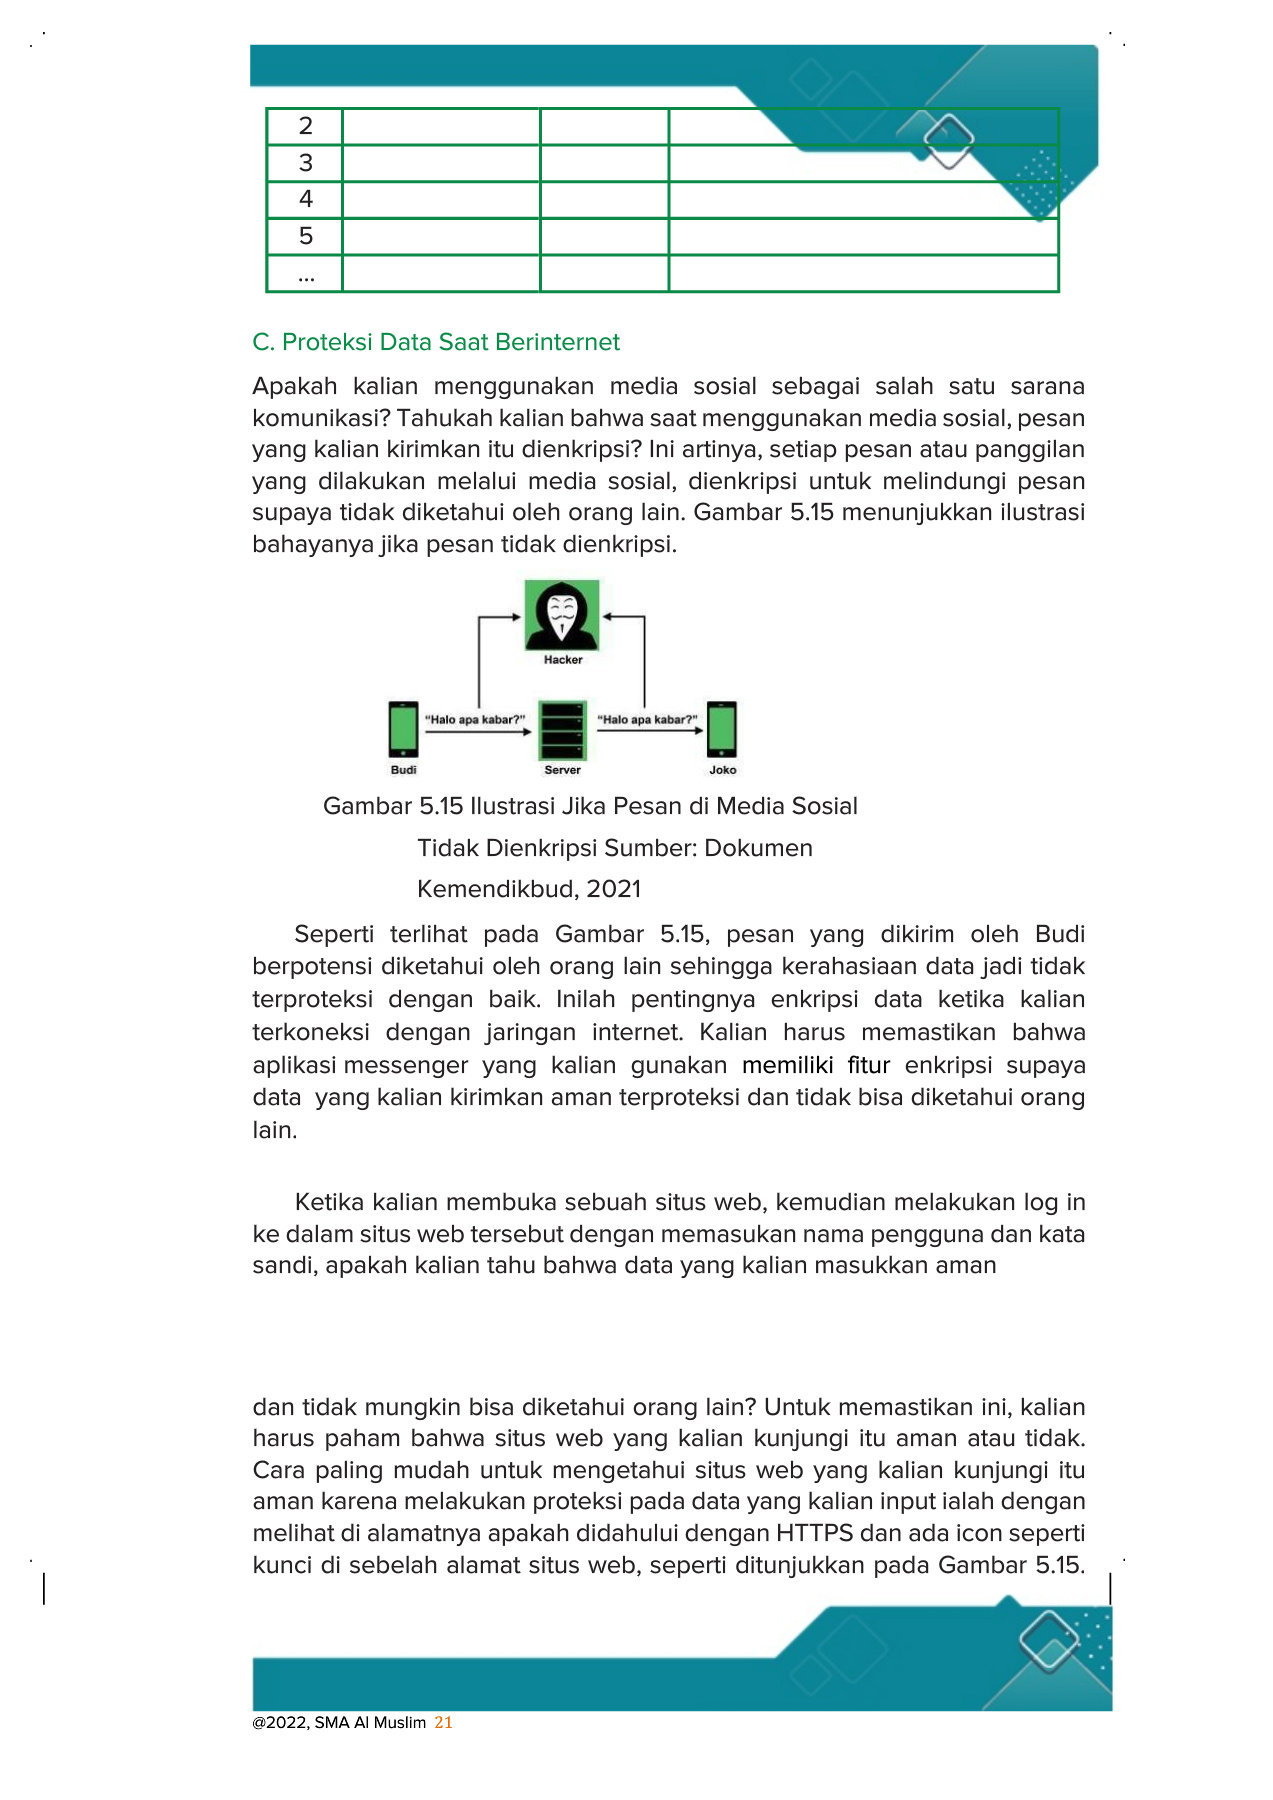 2
3
4
5
...
C. Proteksi Data Saat Berinternet
Apakah kalian menggunakan media sosial sebagai salah satu sarana
komunikasi? Tahukah kalian bahwa saat menggunakan media sosial, pesan
yang kalian kirimkan itu dienkripsi? Ini artinya, setiap pesan atau panggilan
yang dilakukan melalui media sosial, dienkripsi untuk melindungi pesan
supaya tidak diketahui oleh orang lain. Gambar 5.15 menunjukkan ilustrasi
bahayanya jika pesan tidak dienkripsi.
Hacker
"Halo apa kabar?" "Halo apa kabar?"
Budi Server Joko
Gambar 5.15 Ilustrasi Jika Pesan di Media Sosial
Tidak Dienkripsi Sumber: Dokumen
Kemendikbud, 2021
Seperti terlihat pada Gambar 5.15, pesan yang dikirim oleh Budi
berpotensi diketahui oleh orang lain sehingga kerahasiaan data jadi tidak
terproteksi dengan baik. Inilah pentingnya enkripsi data ketika kalian
terkoneksi dengan jaringan internet. Kalian harus memastikan bahwa
aplikasi messenger yang kalian gunakan memiliki fitur enkripsi supaya
data yang kalian kirimkan aman terproteksi dan tidak bisa diketahui orang
lain.
Ketika kalian membuka sebuah situs web, kemudian melakukan log in
ke dalam situs web tersebut dengan memasukan nama pengguna dan kata
sandi, apakah kalian tahu bahwa data yang kalian masukkan aman
dan tidak mungkin bisa diketahui orang lain? Untuk memastikan ini, kalian
harus paham bahwa situs web yang kalian kunjungi itu aman atau tidak.
Cara paling mudah untuk mengetahui situs web yang kalian kunjungi itu
aman karena melakukan proteksi pada data yang kalian input ialah dengan
melihat di alamatnya apakah didahului dengan HTTPS dan ada icon seperti
kunci di sebelah alamat situs web, seperti ditunjukkan pada Gambar 5.15.
@2022, SMA Al Muslim 21